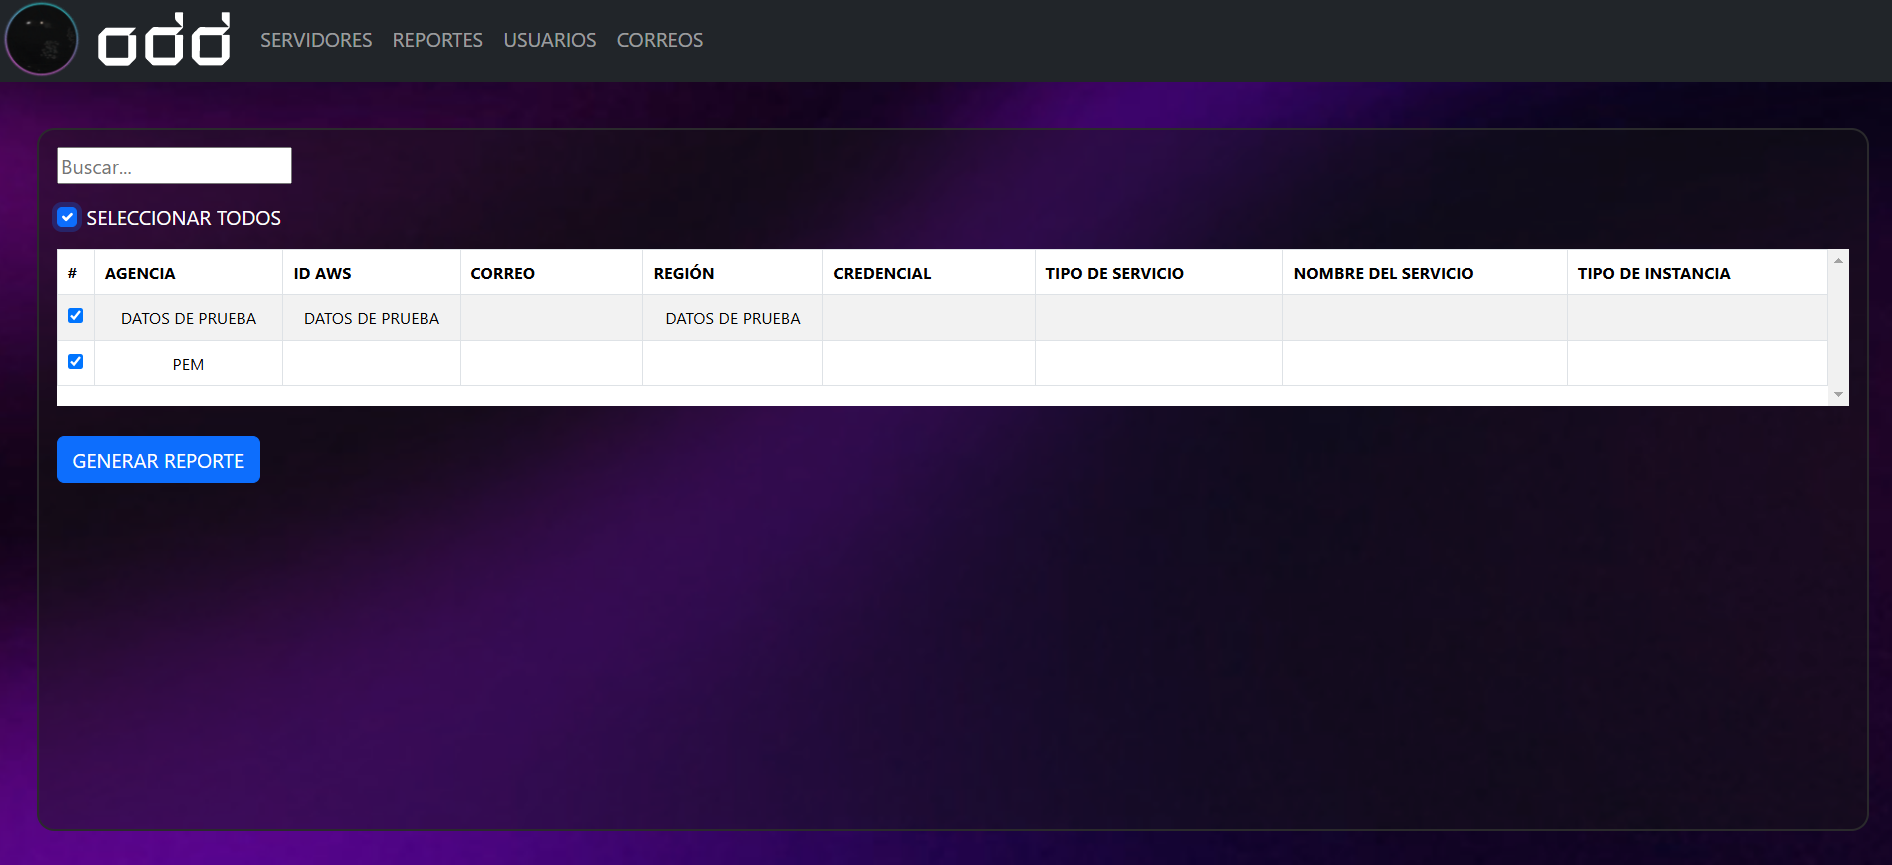 odd SERVIDORES REPORTES USUARIOS CORREOS
Buscar...
SELECCIONAR TODOS
# AGENCIA ID AWS CORREO REGIÓN CREDENCIAL TIPO DE SERVICIO NOMBRE DEL SERVICIO TIPO DE INSTANCIA
DATOS DE PRUEBA DATOS DE PRUEBA DATOS DE PRUEBA
PEM
GENERAR REPORTE